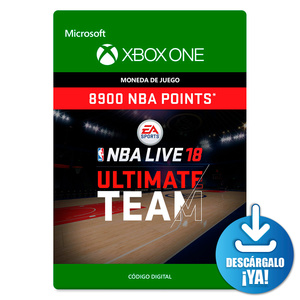 Microsoft
XBOX ONE
MONEDA DE JUEGO
8900 NBA POINTS*
EA
SPORTS
NBA LIVE 18
ULTIMATE
TEAM
DESCÁRGALO
¡YA!
CÓDIGO DIGITAL